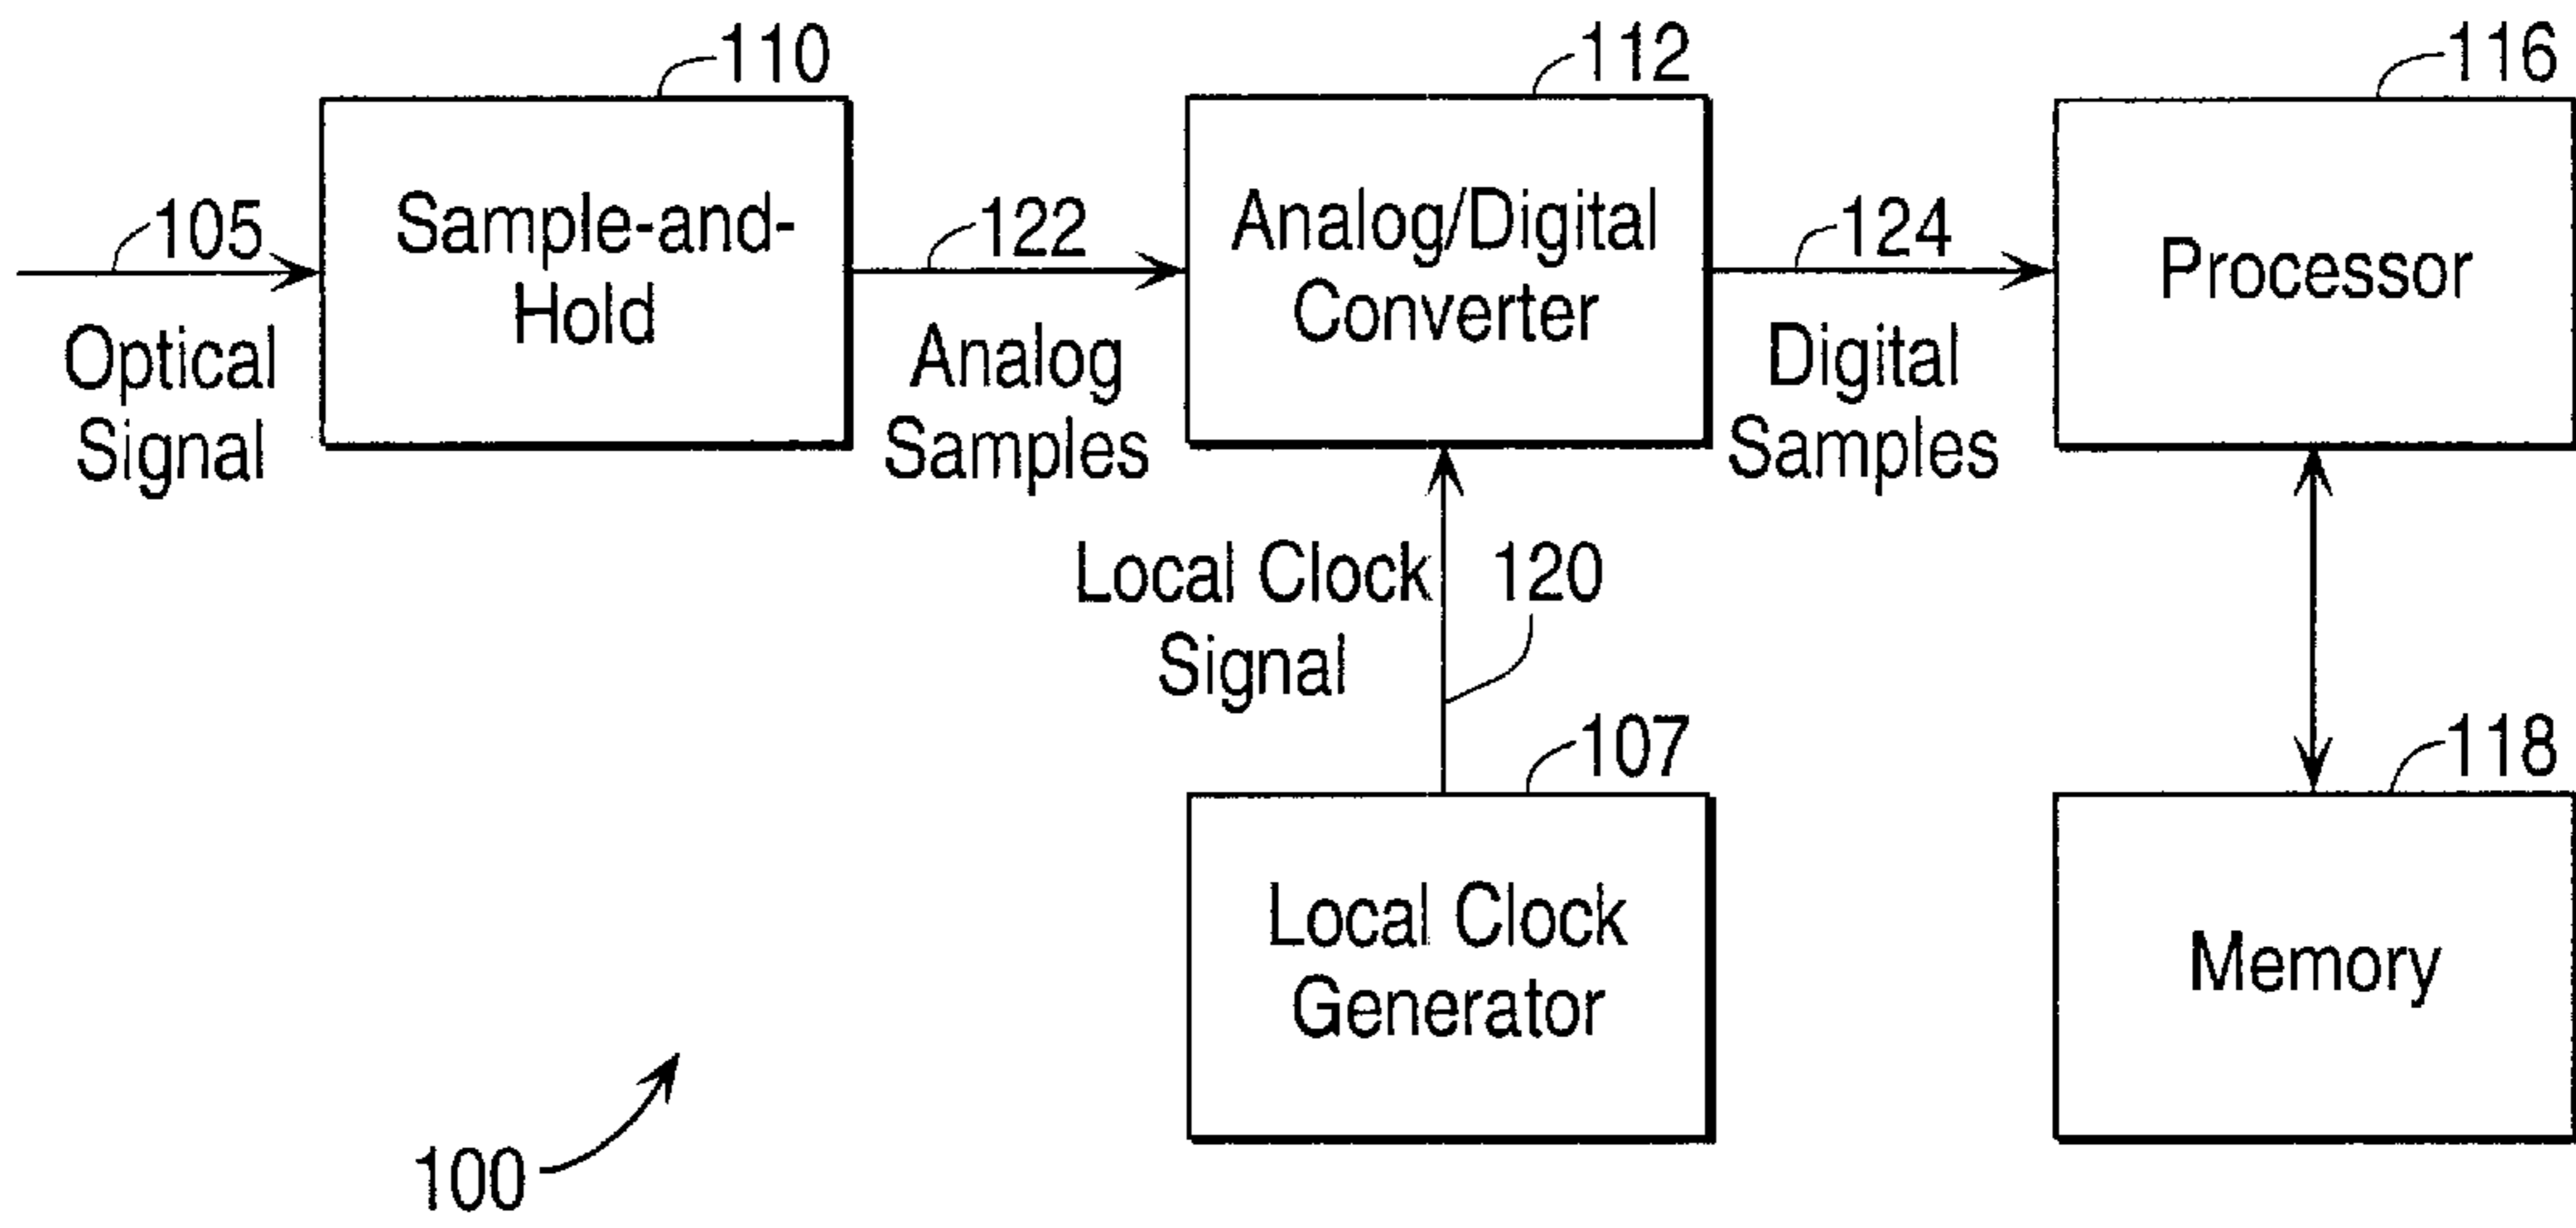 110
112
116
105
Sample-and-
Hold
122
Analog/Digital
Converter
124
Processor
Optical
Signal
Analog
Samples
Digital
Samples
Local Clock
Signal
120
107
118
Local Clock
Generator
Memory
100